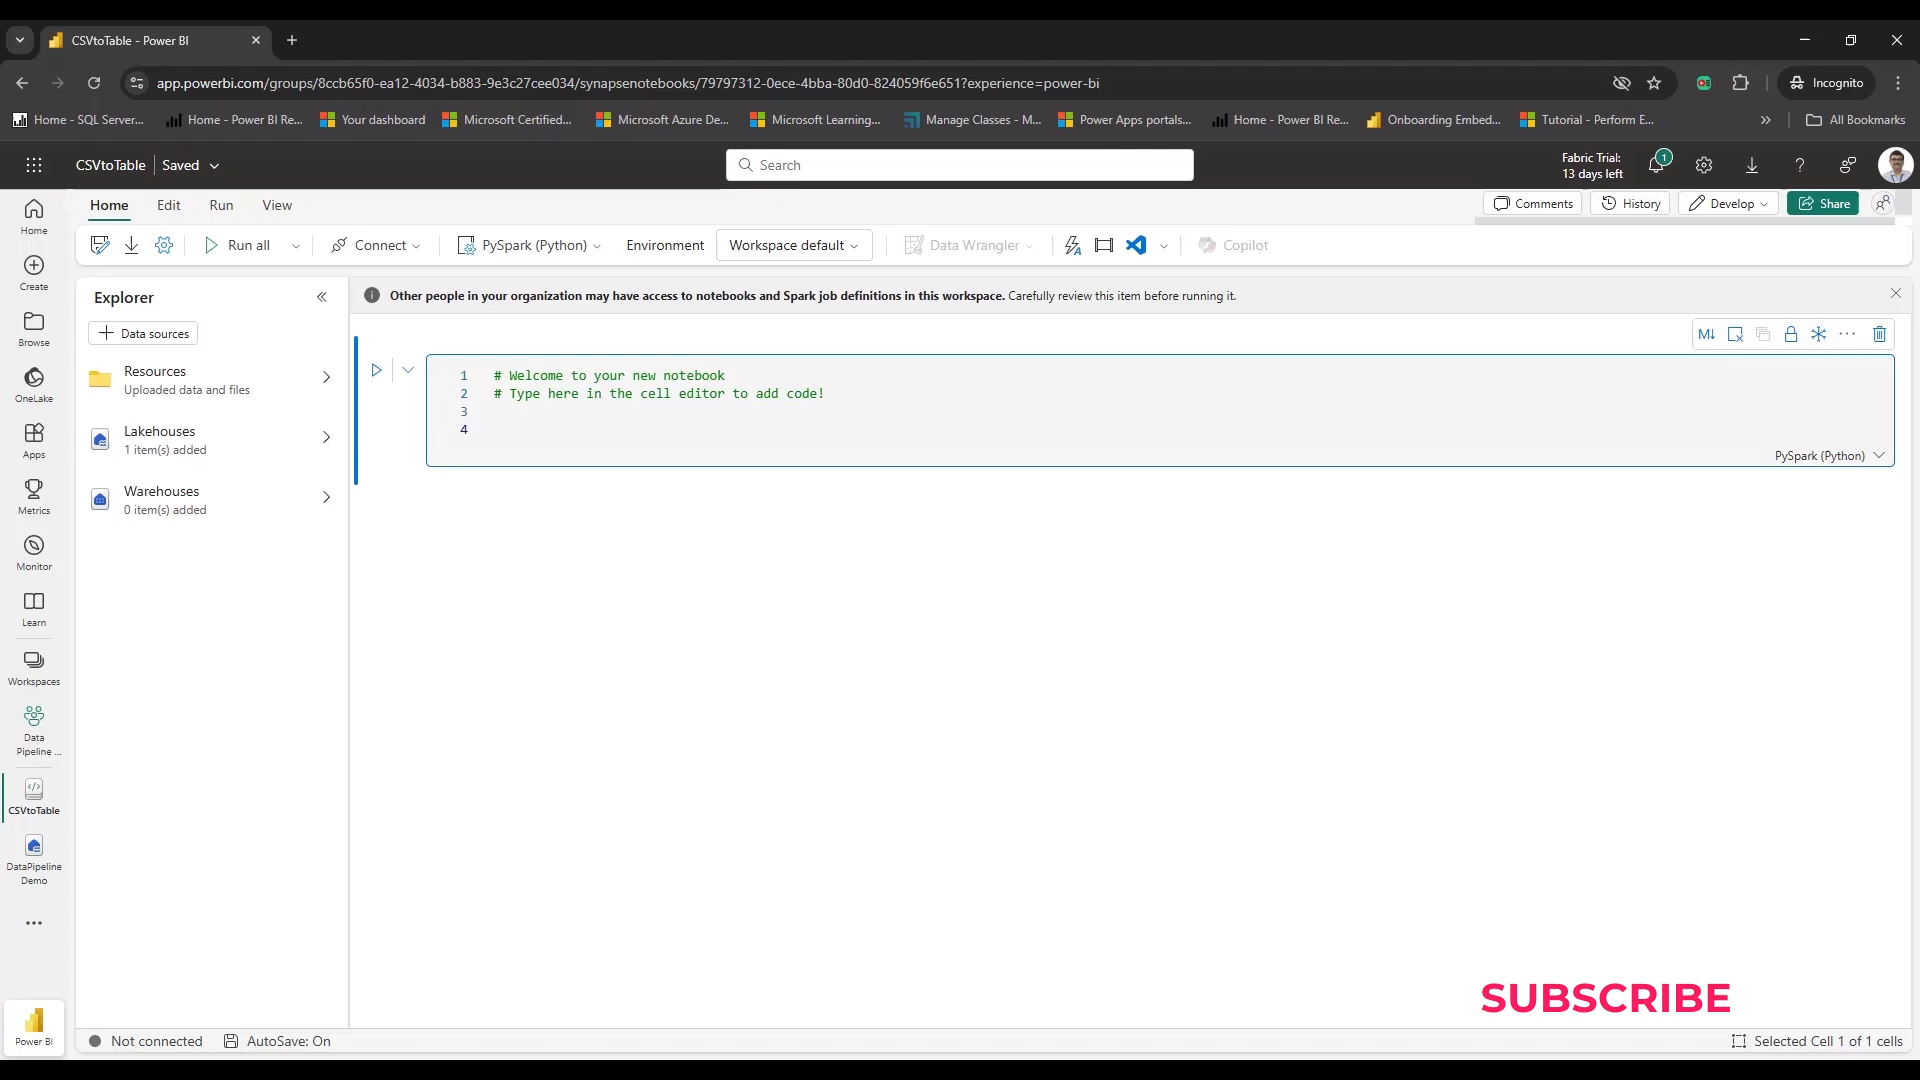 CSVtoTable - Power BI
app.powerbi.com/groups/8ccb65f0-ea12-4034-b883-9e3c27cee034/synapsenotebooks/79797312-0ece-4bba-80d0-824059f6e651?experience=power-bi
Incognito
Home - SQL Server...
Home - Power BI Re...
Your dashboard
Microsoft Certified...
Microsoft Azure De...
Microsoft Learning...
Manage Classes - M...
Power Apps portals...
Home - Power BI Re...
Onboarding Embed...
Tutorial - Perform E...
All Bookmarks
CSVtoTable
Saved
Search
Fabric Trial:
13 days left
1
Home
Edit
Run
View
Comments
History
Develop
Share
Run all
Connect
PySpark (Python)
Environment
Workspace default
Data Wrangler
Copilot
Home
Create
Browse
OneLake
Apps
Metrics
Monitor
Learn
Workspaces
Data
Pipeline ...
CSVtoTable
DataPipeline
Demo
Power BI
Explorer
Data sources
Resources
Uploaded data and files
Lakehouses
1 item(s) added
Warehouses
0 item(s) added
Other people in your organization may have access to notebooks and Spark job definitions in this workspace. Carefully review this item before running it.
M↓
1 # Welcome to your new notebook
2 # Type here in the cell editor to add code!
3
4
PySpark (Python)
SUBSCRIBE
Not connected
AutoSave: On
Selected Cell 1 of 1 cells